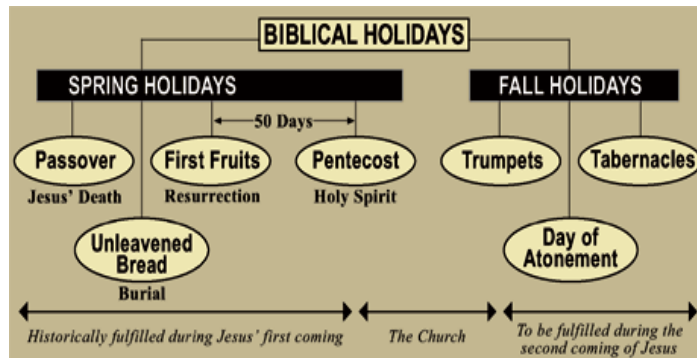 BIBLICAL HOLIDAYS
SPRING HOLIDAYS
FALL HOLIDAYS
50 Days
Passover
First Fruits
Pentecost
Trumpets
Tabernacles
Jesus' Death
Resurrection
Holy Spirit
Unleavened
Bread
Burial
Day of
Atonement
Historically fulfilled during Jesus' first coming
The Church
To be fulfilled during the
second coming of Jesus